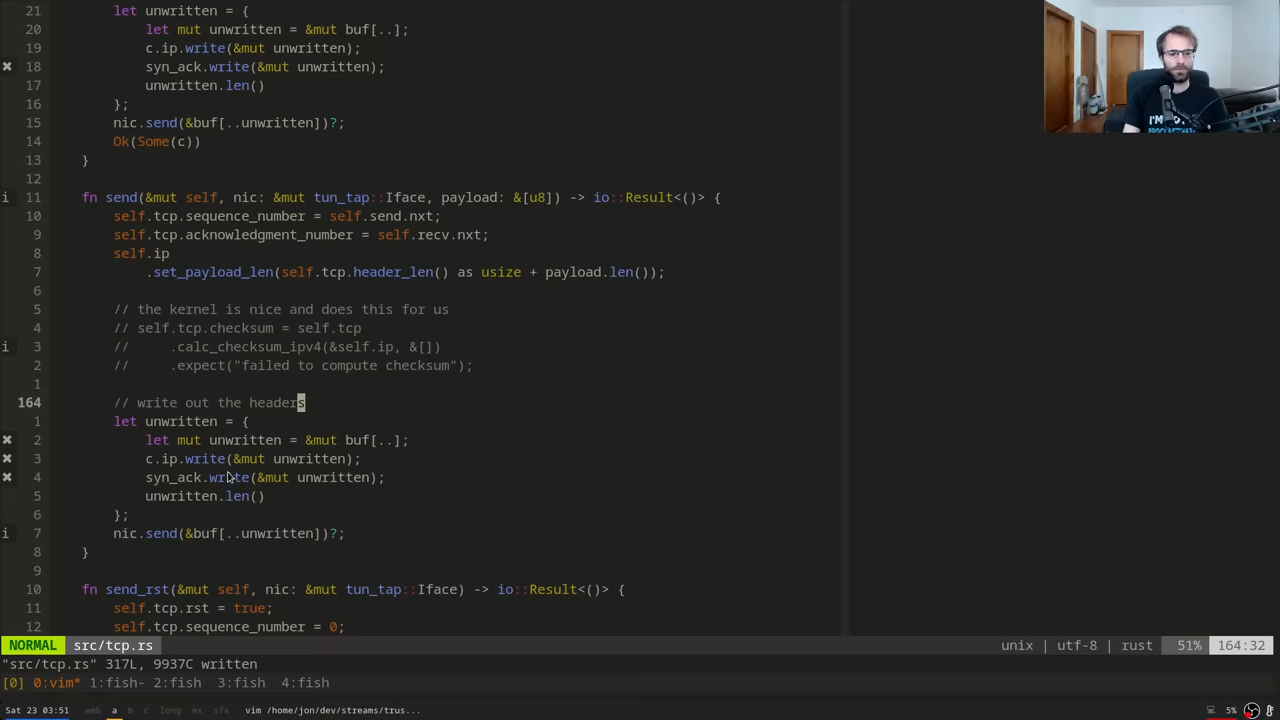 21 let unwritten = {
20 let mut unwritten = &mut buf[..];
19 c.ip.write(&mut unwritten);
✖ 18 syn_ack.write(&mut unwritten);
17 unwritten.len()
16 };
15 nic.send(&buf[..unwritten])?;
14 Ok(Some(c))
13 }
12
i 11 fn send(&mut self, nic: &mut tun_tap::Iface, payload: &[u8]) -> io::Result<()> {
10 self.tcp.sequence_number = self.send.nxt;
9 self.tcp.acknowledgment_number = self.recv.nxt;
8 self.ip
7 .set_payload_len(self.tcp.header_len() as usize + payload.len());
6
5 // the kernel is nice and does this for us
4 // self.tcp.checksum = self.tcp
i 3 // .calc_checksum_ipv4(&self.ip, &[])
2 // .expect("failed to compute checksum");
1
164 // write out the headers
1 let unwritten = {
✖ 2 let mut unwritten = &mut buf[..];
✖ 3 c.ip.write(&mut unwritten);
✖ 4 syn_ack.write(&mut unwritten);
5 unwritten.len()
6 };
i 7 nic.send(&buf[..unwritten])?;
8 }
9
10 fn send_rst(&mut self, nic: &mut tun_tap::Iface) -> io::Result<()> {
11 self.tcp.rst = true;
12 self.tcp.sequence_number = 0;
NORMAL src/tcp.rs unix | utf-8 | rust 51% 164:32
"src/tcp.rs" 317L, 9937C written
[0] 0:vim* 1:fish- 2:fish 3:fish 4:fish
Sat 23 03:51 web a b c long mx sfx vim /home/jon/dev/streams/trus... 5%